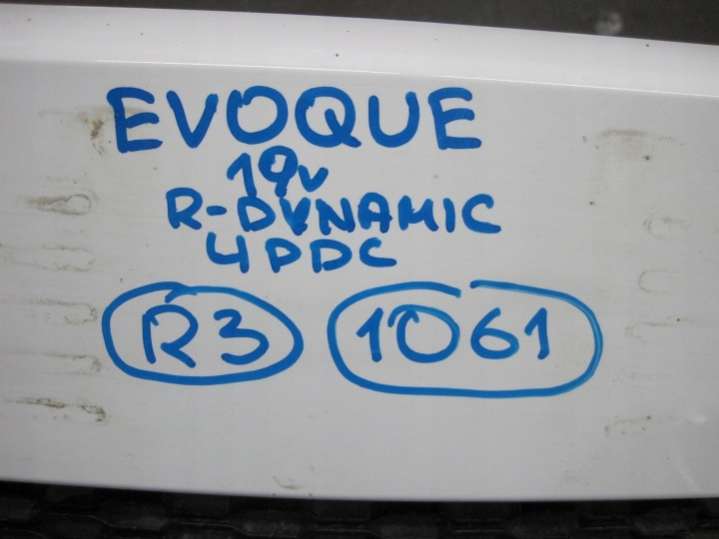 EVOQUE
19V
R-DYNAMIC
4PDC
R3 1061